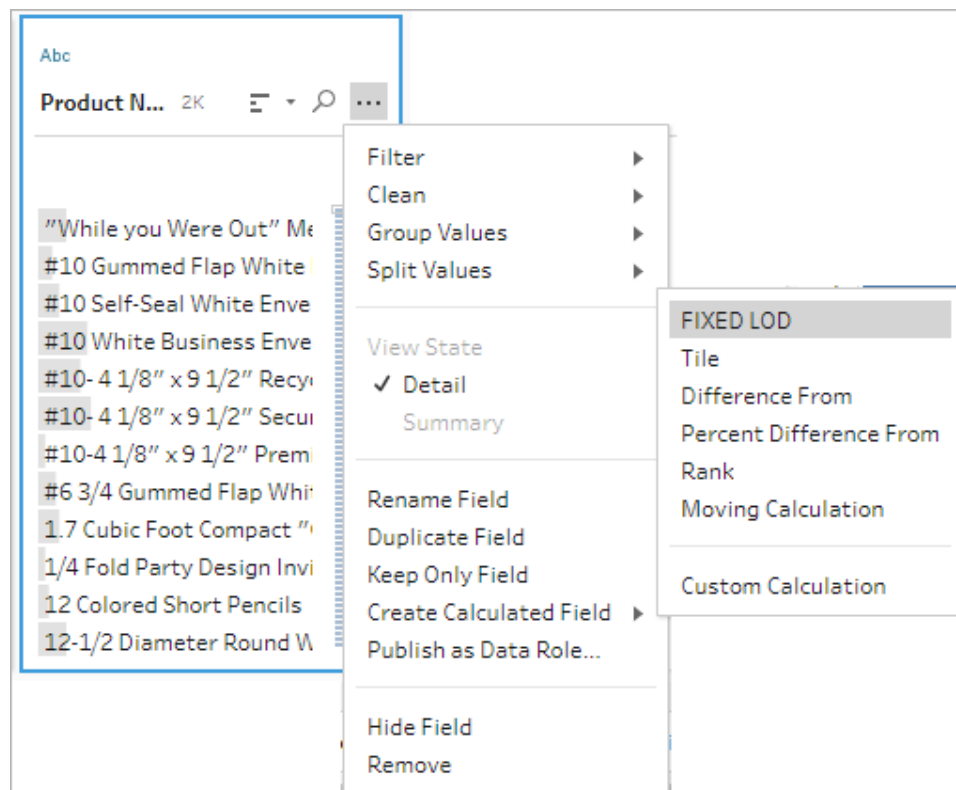 Abc
Product N... 2K
Filter
Clean
Group Values
Split Values
View State
Detail
Summary
Rename Field
Duplicate Field
Keep Only Field
Create Calculated Field
Publish as Data Role...
Hide Field
Remove
"While you Were Out" Me
#10 Gummed Flap White
#10 Self-Seal White Enve
#10 White Business Enve
#10- 4 1/8" x 9 1/2" Recy
#10- 4 1/8" x 9 1/2" Secur
#10-4 1/8" x 9 1/2" Premi
#6 3/4 Gummed Flap Whit
1.7 Cubic Foot Compact "
1/4 Fold Party Design Invi
12 Colored Short Pencils
12-1/2 Diameter Round W
FIXED LOD
Tile
Difference From
Percent Difference From
Rank
Moving Calculation
Custom Calculation